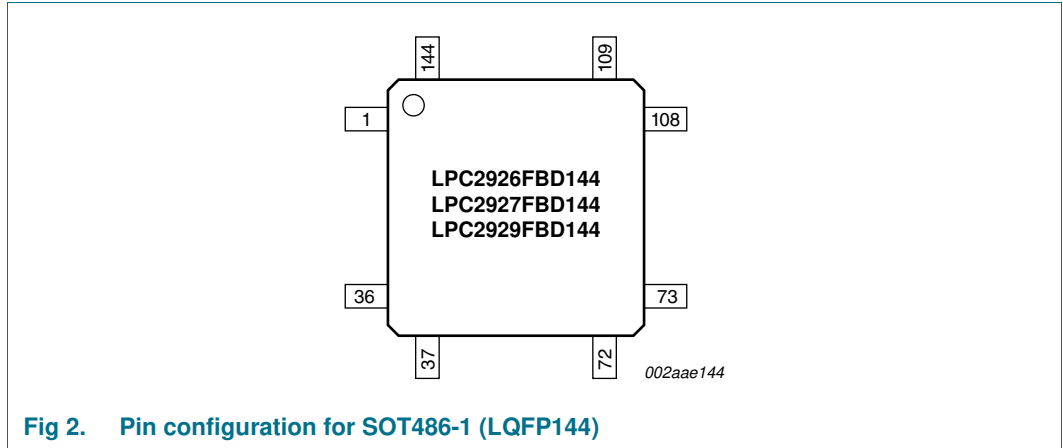 144
109
1
108
LPC2926FBD144
LPC2927FBD144
LPC2929FBD144
36
73
37
72
002aae144
Fig 2. Pin configuration for SOT486-1 (LQFP144)